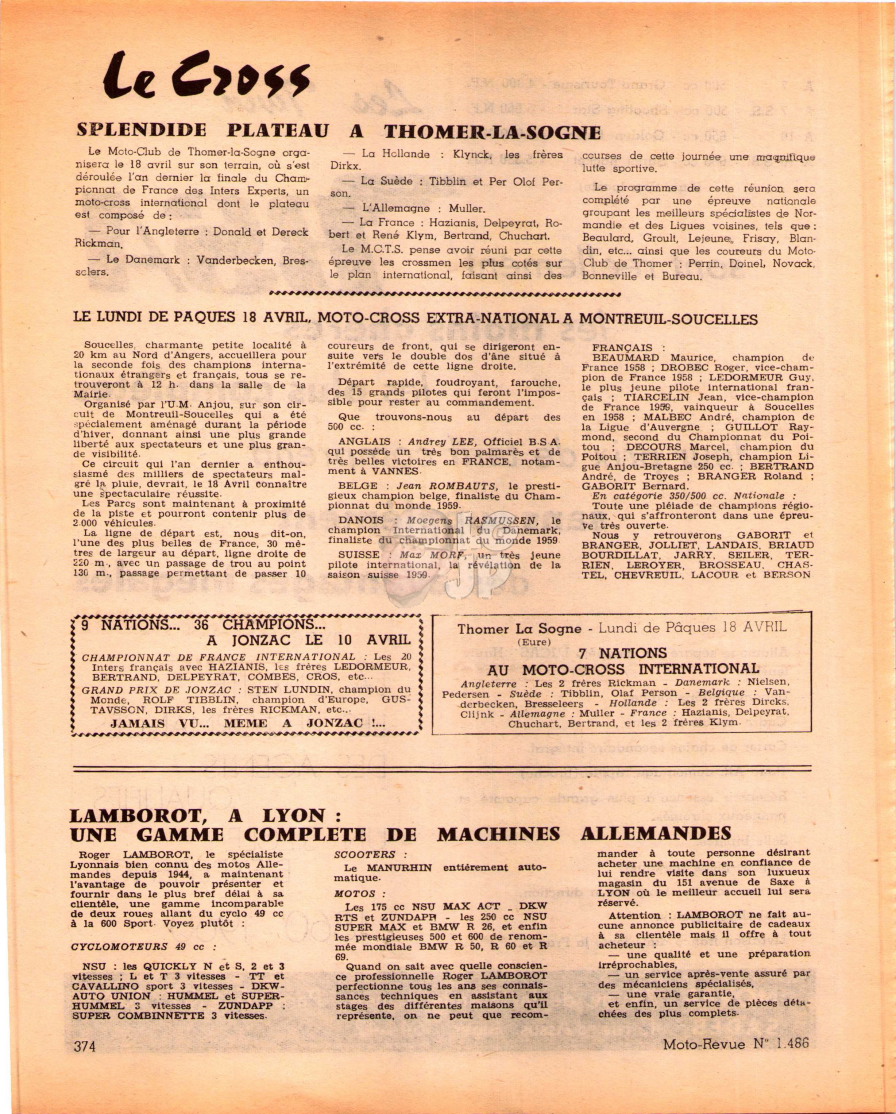 Le Cross
SPLENDIDE PLATEAU A THOMER-LA-SOGNE
Le Moto-Club de Thomer-la-Sogne orga-
nisera le 18 avril sur son terrain, où s'est
déroulée l'an dernier la finale du Cham-
pionnat de France des Inters Experts, un
moto-cross international dont le plateau
est composé de :
— Pour l'Angleterre : Donald et Dereck
Rickman,
— Le Danemark : Vanderbecken, Bres-
selers.
— La Hollande : Klynck, les frères
Dirkx.
— La Suède : Tibblin et Per Olof Per-
son.
— L'Allemagne : Muller.
— La France : Hazianis, Delpeyrat, Ro-
bert et René Klym, Bertrand, Chuchart.
Le M.C.T.S. pense avoir réuni par cette
épreuve les crossmen les plus cotés sur
le plan international, faisant ainsi des
courses de cette journée une magnifique
lutte sportive.
Le programme de cette réunion sera
complété par une épreuve nationale
groupant les meilleurs spécialistes de Nor-
mandie et des Ligues voisines, tels que :
Beaulard, Groult, Lejeune, Frisay, Blan-
din, etc... ainsi que les coureurs du Moto-
Club de Thomer : Perrin, Doinel, Novack,
Bonneville et Bureau.
LE LUNDI DE PAQUES 18 AVRIL, MOTO-CROSS EXTRA-NATIONAL A MONTREUIL-SOUCELLES
Soucelles, charmante petite localité à
20 km au Nord d'Angers, accueillera pour
la seconde fois des champions interna-
tionaux étrangers et français, tous se re-
trouveront à 12 h. dans la salle de la
Mairie.
Organisé par l'U.M. Anjou, sur son cir-
cuit de Montreuil-Soucelles qui a été
spécialement aménagé durant la période
d'hiver, donnant ainsi une plus grande
liberté aux spectateurs et une plus gran-
de visibilité.
Ce circuit qui l'an dernier a enthou-
siasmé des milliers de spectateurs mal-
gré la pluie, devrait, le 18 Avril connaître
une spectaculaire réussite.
Les Parcs sont maintenant à proximité
de la piste et pourront contenir plus de
2.000 véhicules.
La ligne de départ est, nous dit-on,
l'une des plus belles de France, 30 mè-
tres de largeur au départ, ligne droite de
220 m., avec un passage de trou au point
130 m., passage permettant de passer 10
coureurs de front, qui se dirigeront en-
suite vers le double dos d'âne situé à
l'extrémité de cette ligne droite.
Départ rapide, foudroyant, farouche,
des 15 grands pilotes qui feront l'impos-
sible pour rester au commandement.
Que trouvons-nous au départ des
500 cc. :
ANGLAIS : Andrey LEE, Officiel B.S.A.
qui possède un très bon palmarès et de
très belles victoires en FRANCE, notam-
ment à VANNES.
BELGE : Jean ROMBAUTS, le presti-
gieux champion belge, finaliste du Cham-
pionnat du monde 1959.
DANOIS : Moegens RASMUSSEN, le
champion International du Danemark,
finaliste du championnat du monde 1959
SUISSE : Max MORF, un très jeune
pilote international, la révélation de la
saison suisse 1959.
FRANÇAIS :
BEAUMARD Maurice, champion de
France 1958 ; DROBEC Roger, vice-cham-
pion de France 1958 ; LEDORMEUR Guy,
le plus jeune pilote international fran-
çais ; TIARCELIN Jean, vice-champion
de France 1959, vainqueur à Soucelles
en 1958 ; MALBEC André, champion de
la Ligue d'Auvergne ; GUILLOT Ray-
mond, second du Championnat du Poi-
tou ; DECOURS Marcel, champion du
Poitou ; TERRIEN Joseph, champion Li-
gue Anjou-Bretagne 250 cc. ; BERTRAND
André, de Troyes ; BRANGER Roland ;
GABORIT Bernard.
En catégorie 350/500 cc. Nationale :
Toute une pléiade de champions régio-
naux, qui s'affronteront dans une épreu-
ve très ouverte.
Nous y retrouverons GABORIT et
BRANGER, JOLLIET, LANDAIS, BRIAUD
BOURDILLAT, JARRY, SEILER, TER-
RIEN, LEROYER, BROSSEAU, CHAS-
TEL, CHEVREUIL, LACOUR et BERSON
9 NATIONS... 36 CHAMPIONS...
A JONZAC LE 10 AVRIL
CHAMPIONNAT DE FRANCE INTERNATIONAL : Les 20
Inters français avec HAZIANIS, les frères LEDORMEUR,
BERTRAND, DELPEYRAT, COMBES, CROS, etc...
GRAND PRIX DE JONZAC : STEN LUNDIN, champion du
Monde, ROLF TIBBLIN, champion d'Europe, GUS-
TAVSSON, DIRKS, les frères RICKMAN, etc...
JAMAIS VU... MEME A JONZAC !...
Thomer La Sogne - Lundi de Pâques 18 AVRIL
(Eure)
7 NATIONS
AU MOTO-CROSS INTERNATIONAL
Angleterre : Les 2 frères Rickman - Danemark : Nielsen,
Pedersen - Suède : Tibblin, Olaf Person - Belgique : Van-
derbecken, Bresseleers - Hollande : Les 2 frères Dircks,
Clijnk - Allemagne : Muller - France : Hazianis, Delpeyrat,
Chuchart, Bertrand, et les 2 frères Klym.
LAMBOROT, A LYON :
UNE GAMME COMPLETE DE MACHINES ALLEMANDES
Roger LAMBOROT, le spécialiste
Lyonnais bien connu des motos Alle-
mandes depuis 1944, a maintenant
l'avantage de pouvoir présenter et
fournir dans le plus bref délai à sa
clientèle, une gamme incomparable
de deux roues allant du cyclo 49 cc
à la 600 Sport. Voyez plutôt :
CYCLOMOTEURS 49 cc :
NSU : les QUICKLY N et S, 2 et 3
vitesses ; L et T 3 vitesses - TT et
CAVALLINO sport 3 vitesses - DKW-
AUTO UNION : HUMMEL et SUPER-
HUMMEL 3 vitesses - ZUNDAPP :
SUPER COMBINNETTE 3 vitesses.
SCOOTERS :
Le MANURHIN entièrement auto-
matique.
MOTOS :
Les 175 cc NSU MAX ACT - DKW
RTS et ZUNDAPP - les 250 cc NSU
SUPER MAX et BMW R 26, et enfin
les prestigieuses 500 et 600 de renom-
mée mondiale BMW R 50, R 60 et R
69.
Quand on sait avec quelle conscien-
ce professionnelle Roger LAMBOROT
perfectionne tous les ans ses connais-
sances techniques en assistant aux
stages des différentes maisons qu'il
représente, on ne peut que recom-
mander à toute personne désirant
acheter une machine en confiance de
lui rendre visite dans son luxueux
magasin du 151 avenue de Saxe à
LYON où le meilleur accueil lui sera
réservé.
Attention : LAMBOROT ne fait au-
cune annonce publicitaire de cadeaux
à sa clientèle mais il offre à tout
acheteur :
— une qualité et une préparation
irréprochables,
— un service après-vente assuré par
des mécaniciens spécialisés,
— une vraie garantie,
et enfin, un service de pièces déta-
chées des plus complets.
374
Moto-Revue N° 1.486